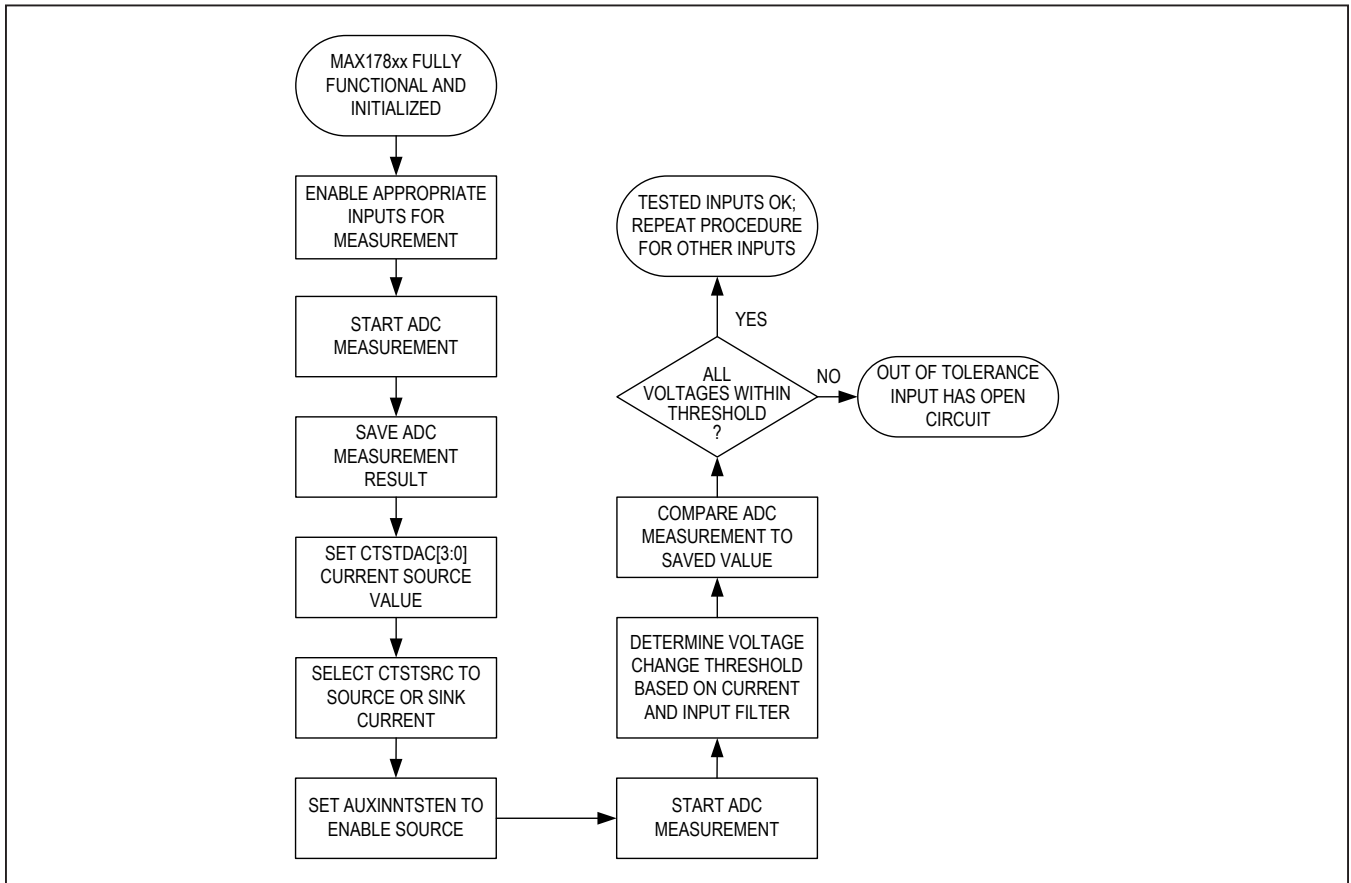 MAX178xx FULLY
FUNCTIONAL AND
INITIALIZED
ENABLE APPROPRIATE
INPUTS FOR
MEASUREMENT
START ADC
MEASUREMENT
SAVE ADC
MEASUREMENT
RESULT
SET CTSTDAC[3:0]
CURRENT SOURCE
VALUE
SELECT CTSTSRC TO
SOURCE OR SINK
CURRENT
SET AUXINNTSTEN TO
ENABLE SOURCE
START ADC
MEASUREMENT
DETERMINE VOLTAGE
CHANGE THRESHOLD
BASED ON CURRENT
AND INPUT FILTER
COMPARE ADC
MEASUREMENT TO
SAVED VALUE
ALL
VOLTAGES WITHIN
THRESHOLD
?
YES
TESTED INPUTS OK;
REPEAT PROCEDURE
FOR OTHER INPUTS
NO
OUT OF TOLERANCE
INPUT HAS OPEN
CIRCUIT